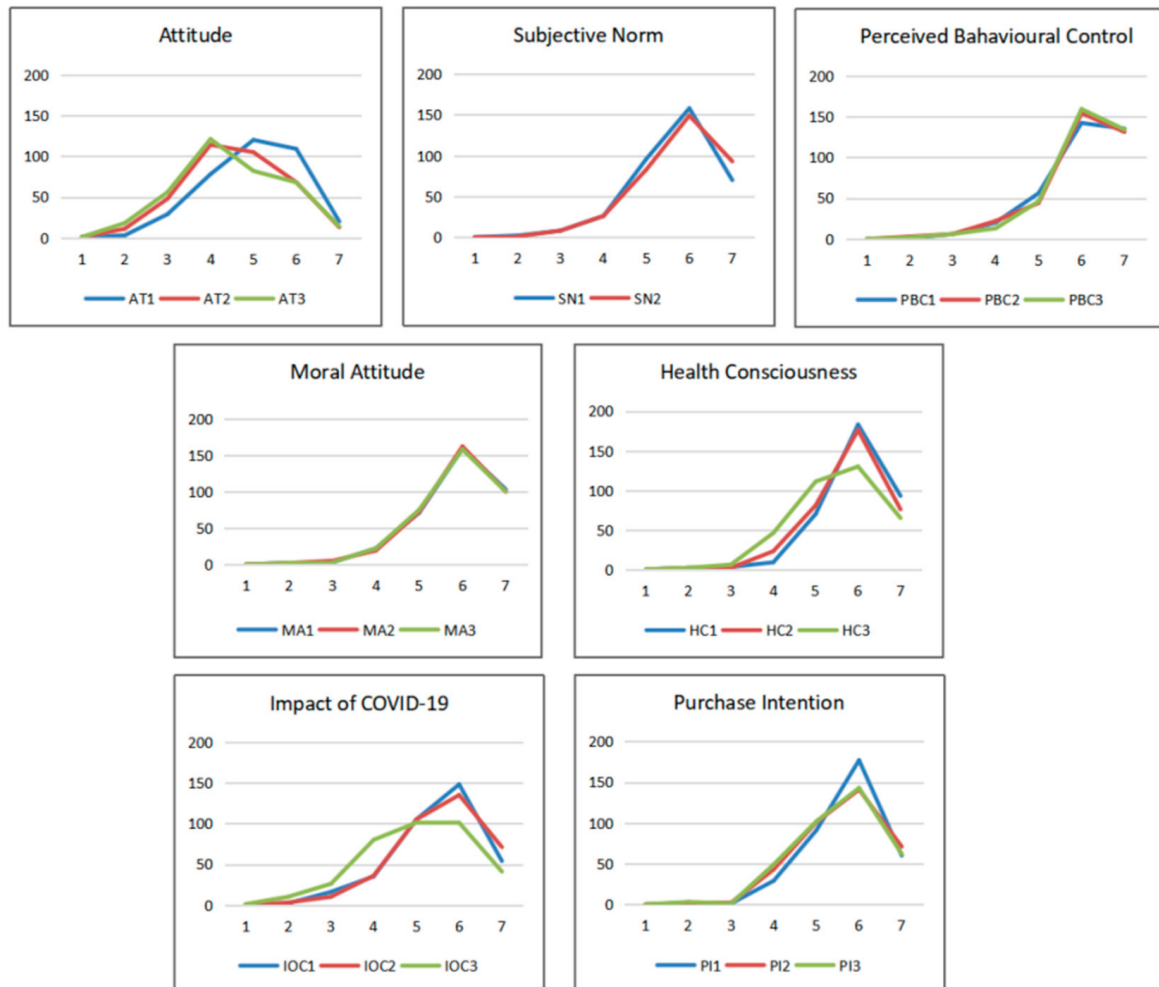 Attitude
200
150
100
50
0
1 2 3 4 5 6 7
AT1 AT2 AT3
Subjective Norm
200
150
100
50
0
1 2 3 4 5 6 7
SN1 SN2
Perceived Bahavioural Control
200
150
100
50
0
1 2 3 4 5 6 7
PBC1 PBC2 PBC3
Moral Attitude
200
150
100
50
0
1 2 3 4 5 6 7
MA1 MA2 MA3
Health Consciousness
200
150
100
50
0
1 2 3 4 5 6 7
HC1 HC2 HC3
Impact of COVID-19
200
150
100
50
0
1 2 3 4 5 6 7
IOC1 IOC2 IOC3
Purchase Intention
200
150
100
50
0
1 2 3 4 5 6 7
PI1 PI2 PI3